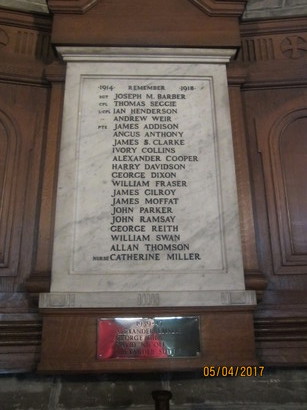 1914 REMEMBER 1918
SGT JOSEPH M. BARBER
CPL THOMAS SEGGIE
L/CPL IAN HENDERSON
" ANDREW WEIR
PTE JAMES ADDISON
ANGUS ANTHONY
JAMES S. CLARKE
IVORY COLLINS
ALEXANDER COOPER
HARRY DAVIDSON
GEORGE DIXON
WILLIAM FRASER
JAMES GILROY
JAMES MOFFAT
JOHN PARKER
JOHN RAMSAY
GEORGE REITH
WILLIAM SWAN
ALLAN THOMSON
NURSE CATHERINE MILLER
GEORGE
05/04/2017